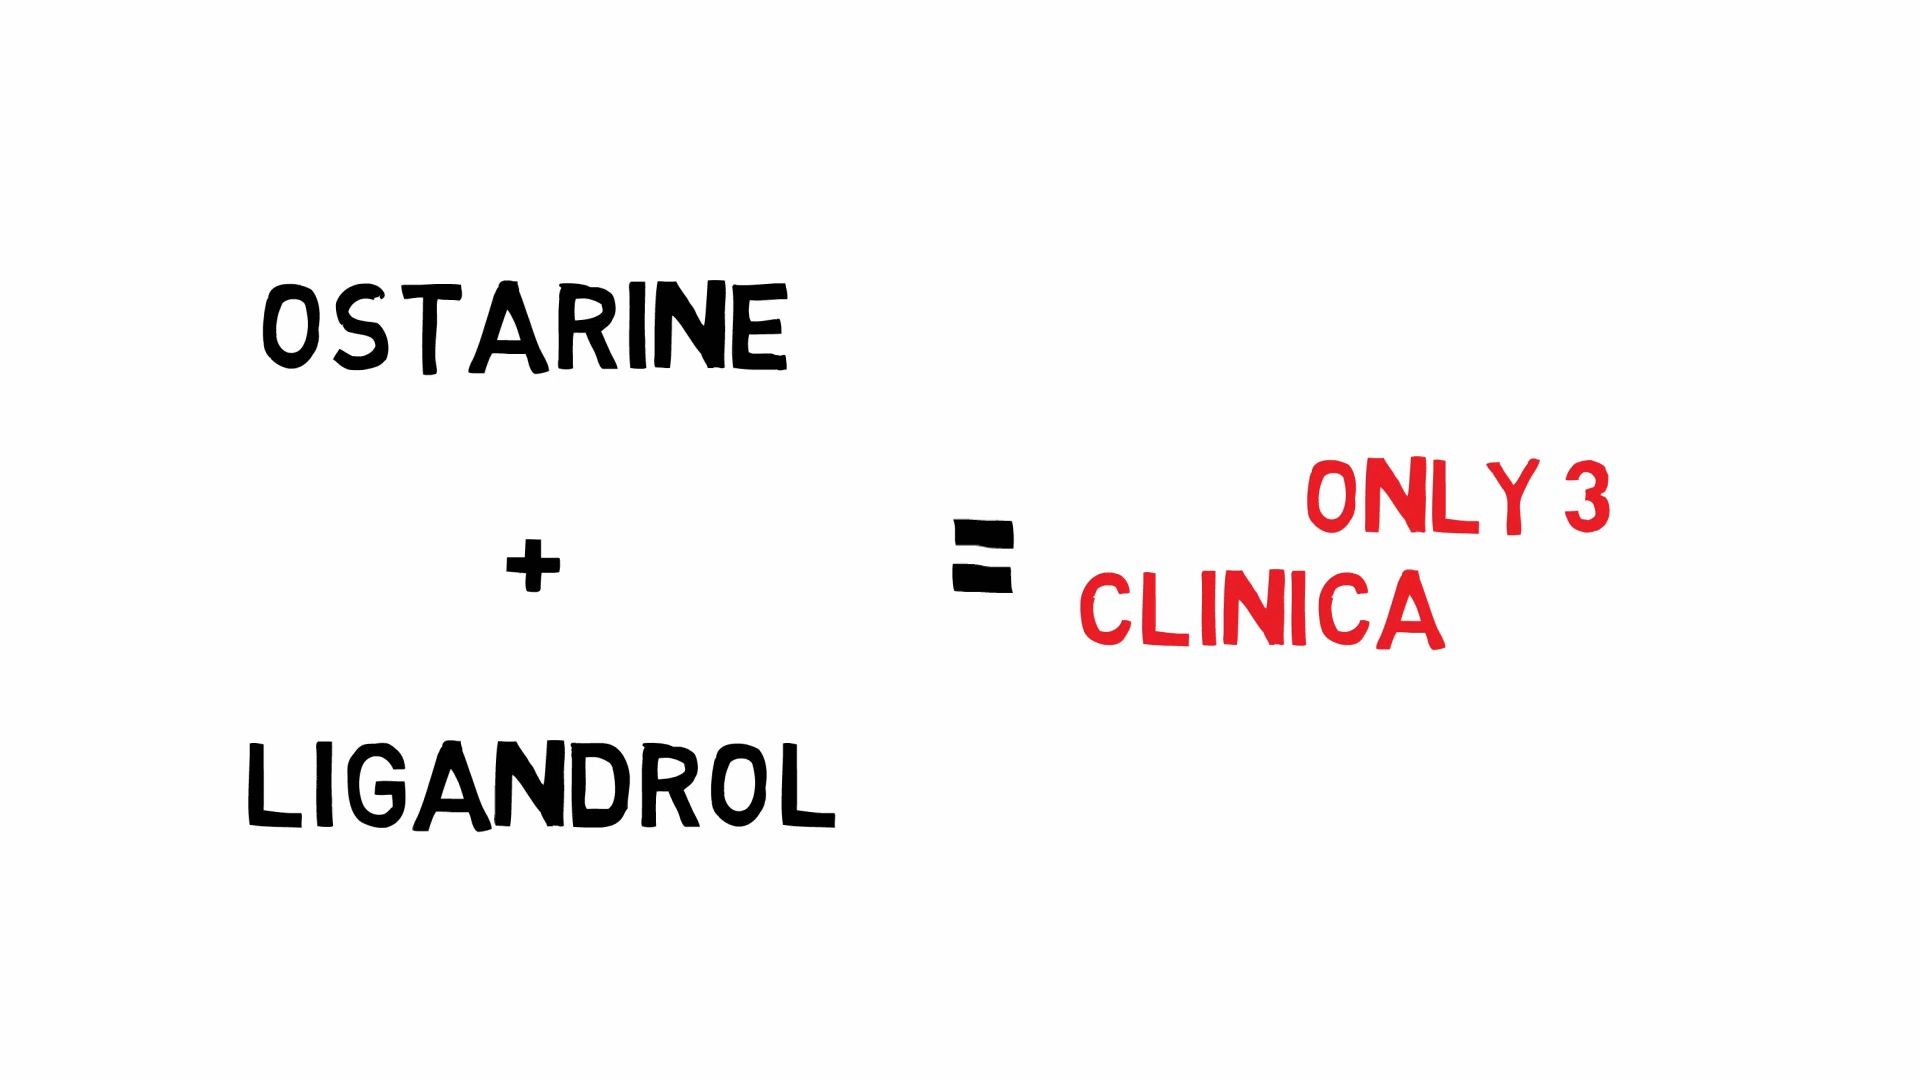 OSTARINE
+
LIGANDROL
=
ONLY 3
CLINICA